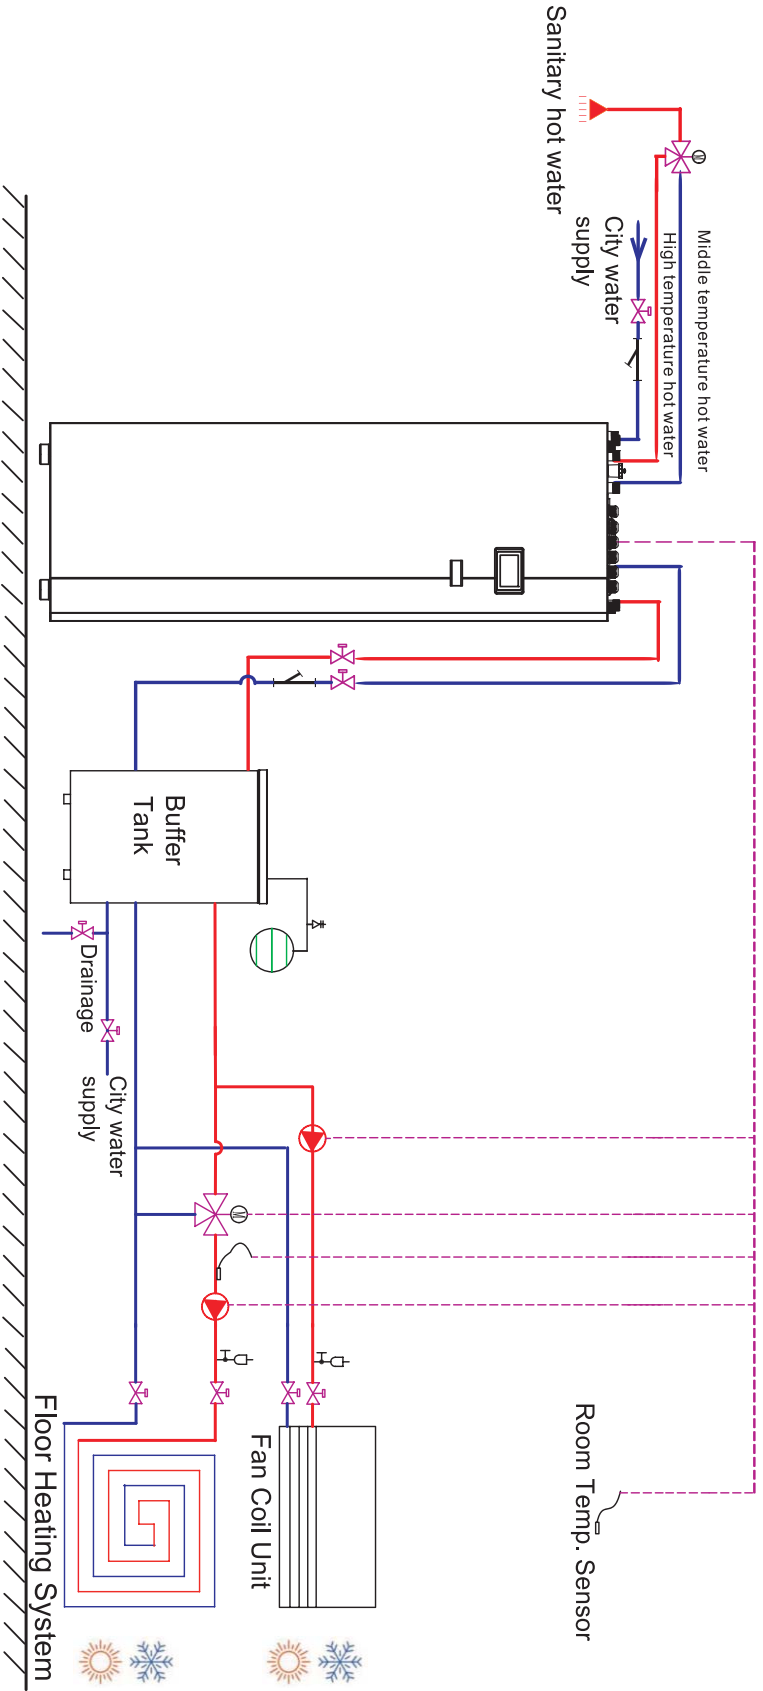 Sanitary hot water
City water
supply
Middle temperature hot water
High temperature hot water
Buffer
Tank
Drainage
City water
supply
M
M
Room Temp. Sensor
Fan Coil Unit
Floor Heating System